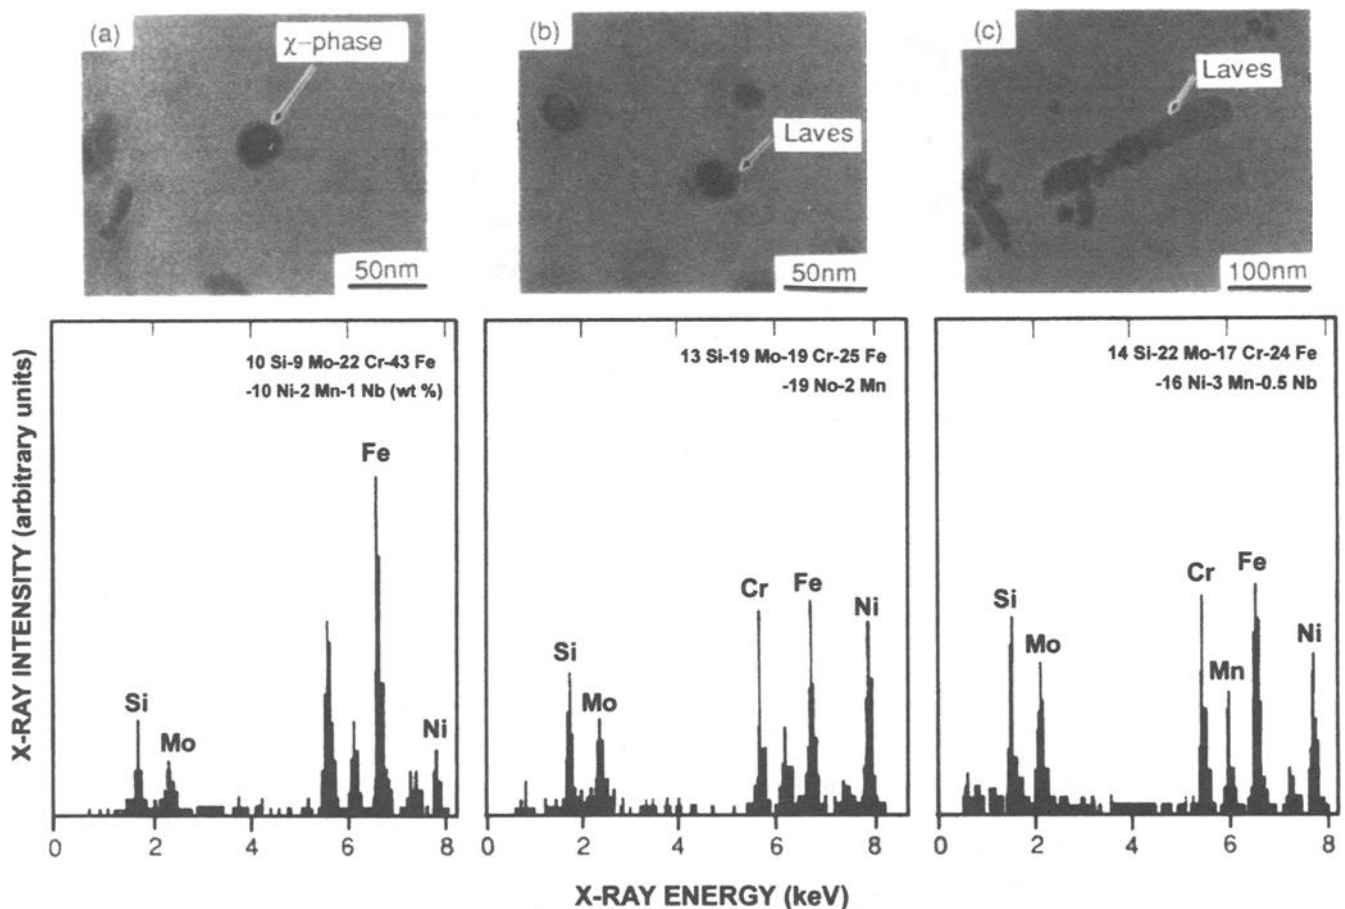 (a)
χ-phase
50nm
(b)
Laves
50nm
(c)
Laves
100nm
X-RAY INTENSITY (arbitrary units)
10 Si-9 Mo-22 Cr-43 Fe
-10 Ni-2 Mn-1 Nb (wt %)
Fe
Si
Mo
Ni
0
2
4
6
8
13 Si-19 Mo-19 Cr-25 Fe
-19 No-2 Mn
Cr
Fe
Ni
Si
Mo
0
2
4
6
8
14 Si-22 Mo-17 Cr-24 Fe
-16 Ni-3 Mn-0.5 Nb
Si
Mo
Cr
Mn
Fe
Ni
0
2
4
6
8
X-RAY ENERGY (keV)